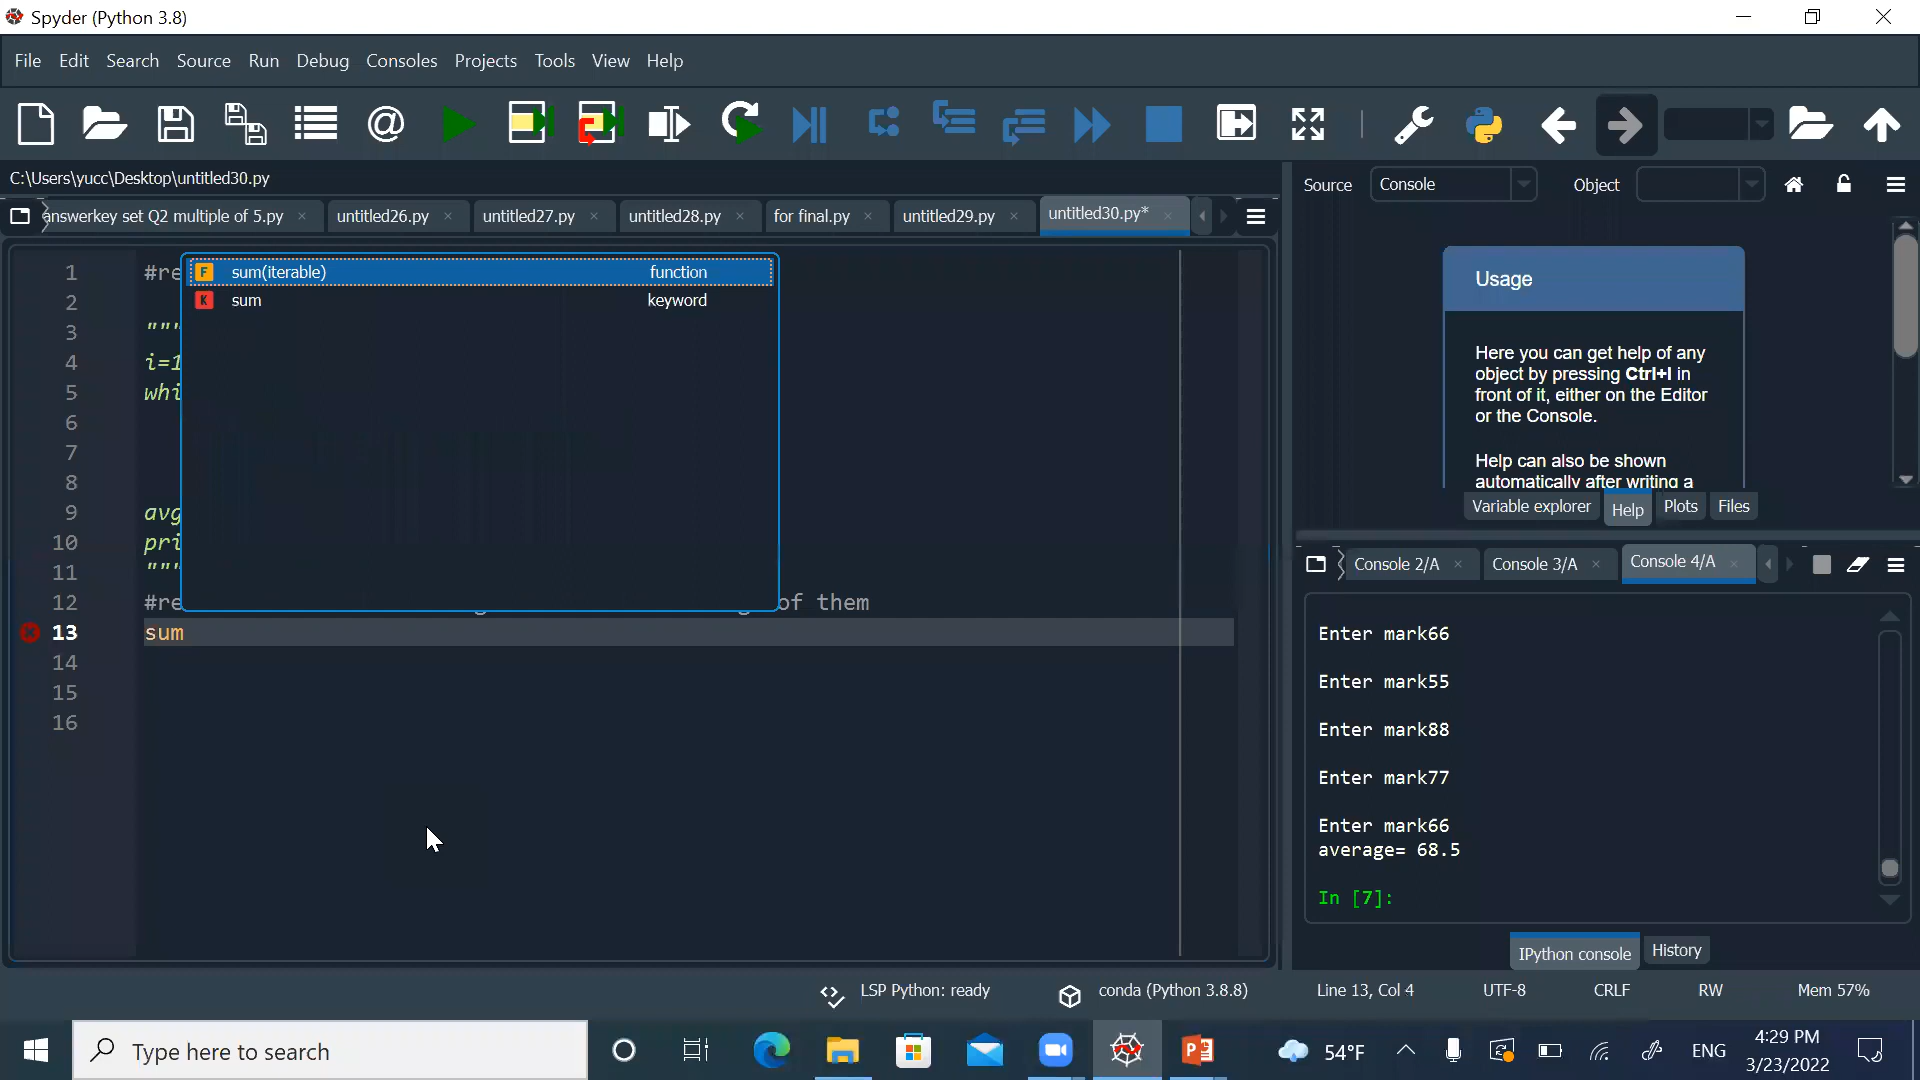 Spyder (Python 3.8)
File Edit Search Source Run Debug Consoles Projects Tools View Help
C:\Users\yucc\Desktop\untitled30.py
answerkey set Q2 multiple of 5.py untitled26.py untitled27.py untitled28.py for final.py untitled29.py untitled30.py*
1 #re
2
3 """
4 i=1
5 whi
6
7
8
9 avg
10 pri
11 """
12 #re of them
13 sum
14
15
16
F sum(iterable) function
K sum keyword
Source Console Object
Usage
Here you can get help of any
object by pressing Ctrl+I in
front of it, either on the Editor
or the Console.
Help can also be shown
automatically after writing a
Variable explorer Help Plots Files
Console 2/A Console 3/A Console 4/A
Enter mark66
Enter mark55
Enter mark88
Enter mark77
Enter mark66
average= 68.5
In [7]:
IPython console History
LSP Python: ready conda (Python 3.8.8) Line 13, Col 4 UTF-8 CRLF RW Mem 57%
Type here to search
54°F ENG 4:29 PM
3/23/2022